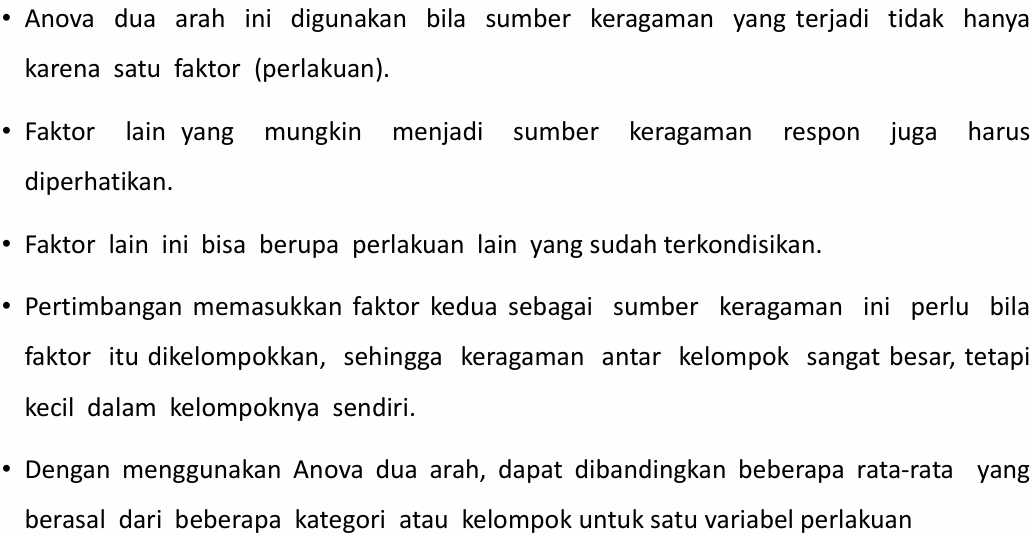 • Anova dua arah ini digunakan bila sumber keragaman yang terjadi tidak hanya
karena satu faktor (perlakuan).
• Faktor lain yang mungkin menjadi sumber keragaman respon juga harus
diperhatikan.
• Faktor lain ini bisa berupa perlakuan lain yang sudah terkondisikan.
• Pertimbangan memasukkan faktor kedua sebagai sumber keragaman ini perlu bila
faktor itu dikelompokkan, sehingga keragaman antar kelompok sangat besar, tetapi
kecil dalam kelompoknya sendiri.
• Dengan menggunakan Anova dua arah, dapat dibandingkan beberapa rata-rata yang
berasal dari beberapa kategori atau kelompok untuk satu variabel perlakuan